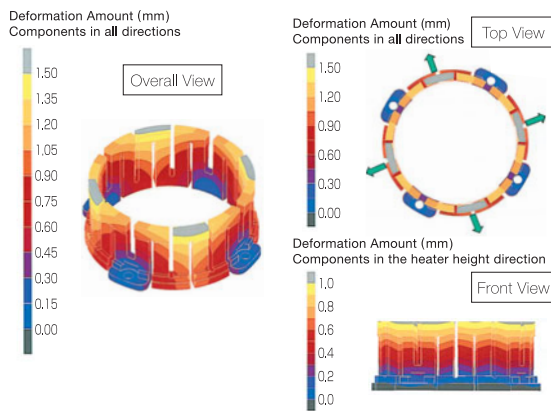 Deformation Amount (mm)
Components in all directions
Overall View
1.50
1.35
1.20
1.05
0.90
0.75
0.60
0.45
0.30
0.15
0.00
Deformation Amount (mm)
Components in all directions
Top View
1.50
1.20
0.90
0.60
0.30
0.00
Deformation Amount (mm)
Components in the heater height direction
Front View
1.0
0.8
0.6
0.4
0.2
0.0